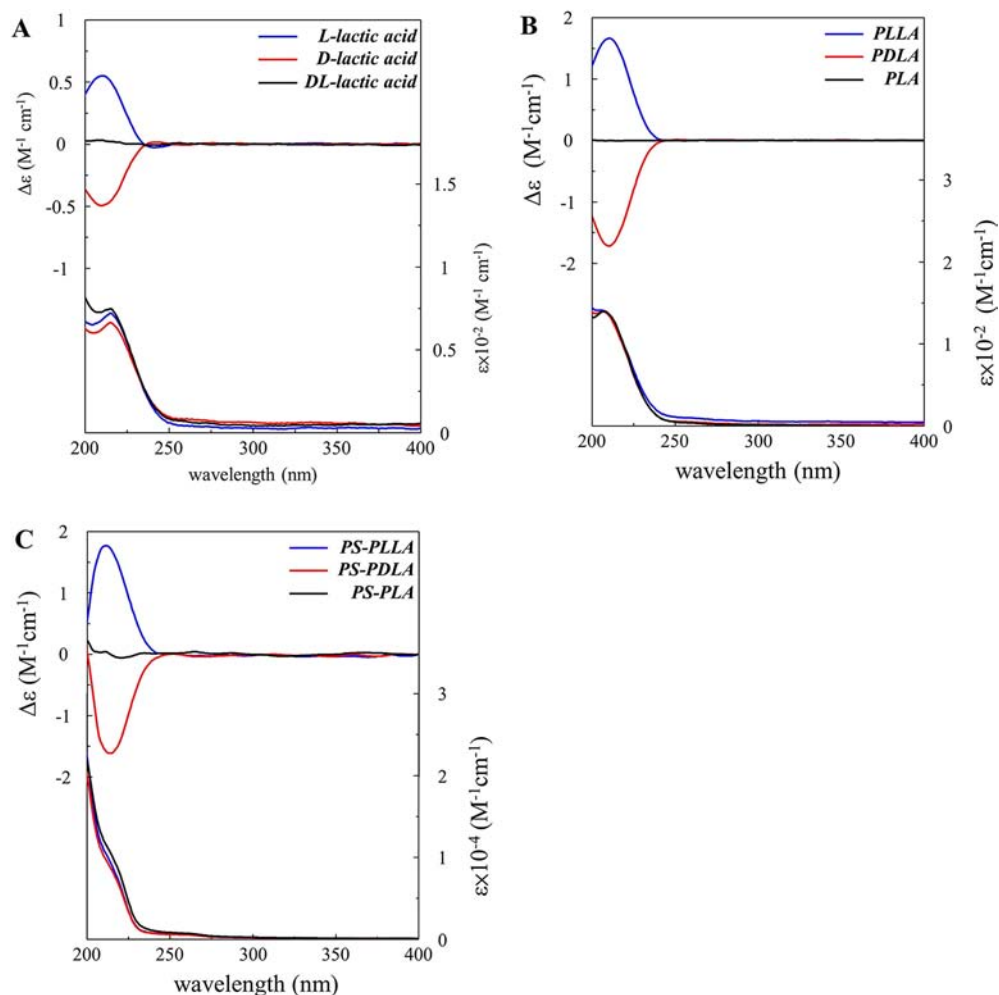 A
L-lactic acid
D-lactic acid
DL-lactic acid
1
0.5
0
-0.5
-1
Δε (M⁻¹ cm⁻¹)
1.5
1
0.5
0
εx10⁻² (M⁻¹ cm⁻¹)
200 250 300 350 400
wavelength (nm)
B
PLLA
PDLA
PLA
2
1
0
-1
-2
Δε (M⁻¹cm⁻¹)
3
2
1
0
εx10⁻² (M⁻¹cm⁻¹)
200 250 300 350 400
wavelength (nm)
C
PS-PLLA
PS-PDLA
PS-PLA
2
1
0
-1
-2
Δε (M⁻¹cm⁻¹)
3
2
1
0
εx10⁻⁴ (M⁻¹cm⁻¹)
200 250 300 350 400
wavelength (nm)